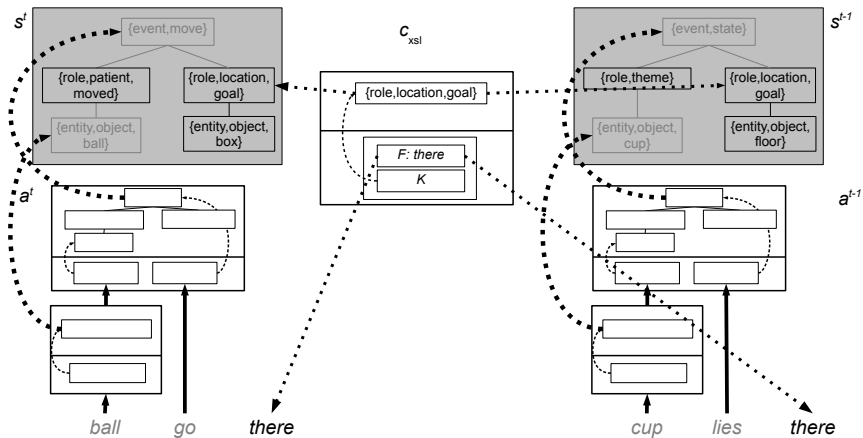 s^t
{event,move}
{role,patient,
moved}
{role,location,
goal}
{entity,object,
ball}
{entity,object,
box}
c_xsl
{role,location,goal}
F: there
K
s^t-1
{event,state}
{role,theme}
{role,location,
goal}
{entity,object,
cup}
{entity,object,
floor}
a^t
a^t-1
ball go there
cup lies there